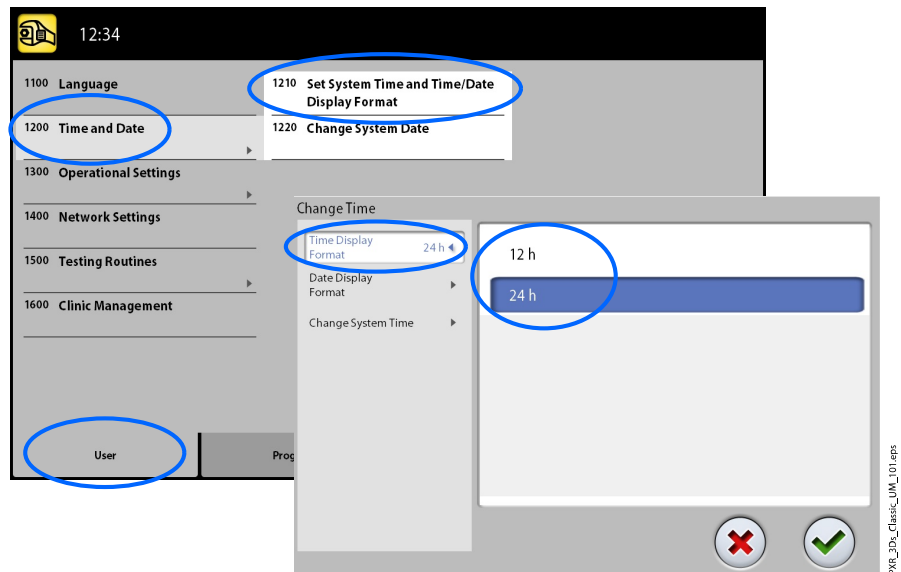 12:34
1100 Language
1200 Time and Date
1300 Operational Settings
1400 Network Settings
1500 Testing Routines
1600 Clinic Management
1210 Set System Time and Time/Date
Display Format
1220 Change System Date
User
Prog
Change Time
Time Display
Format
24 h
Date Display
Format
Change System Time
12 h
24 h
PXR_3Ds_Classic_UM_101.eps